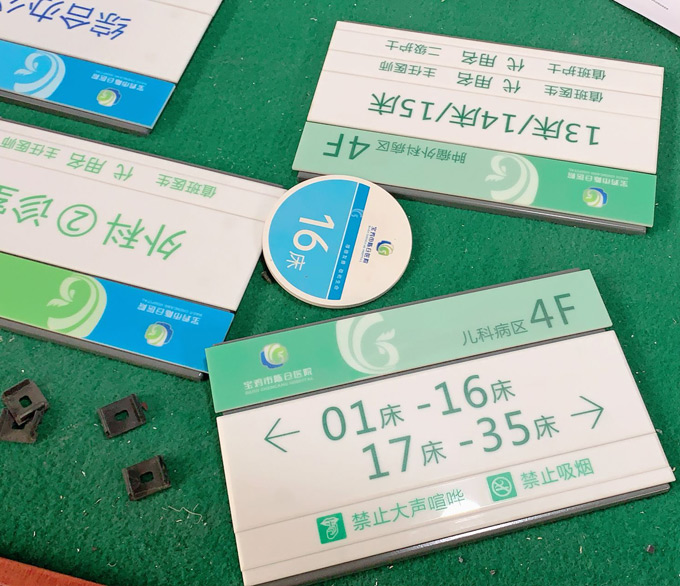 综合办公
肿瘤外科病区 4F
13床/14床/15床
值班医生 代 用名 主任医师
值班护士 代 用名 二级护士
外科②诊室
值班医生 代 用名 主任医师
16床
儿科病区 4F
← 01床 -16床
17床 -35床 →
禁止大声喧哗 禁止吸烟